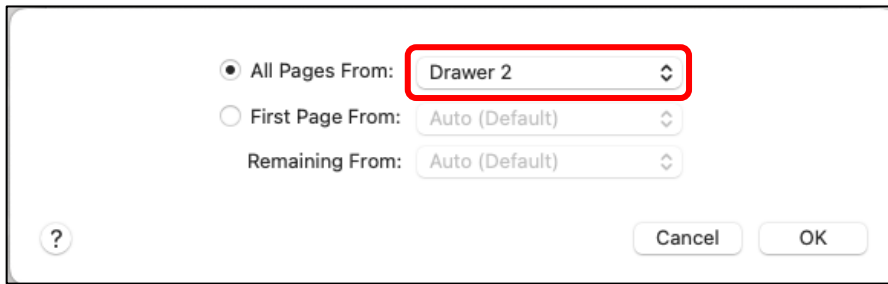 All Pages From: Drawer 2
First Page From: Auto (Default)
Remaining From: Auto (Default)
? Cancel OK